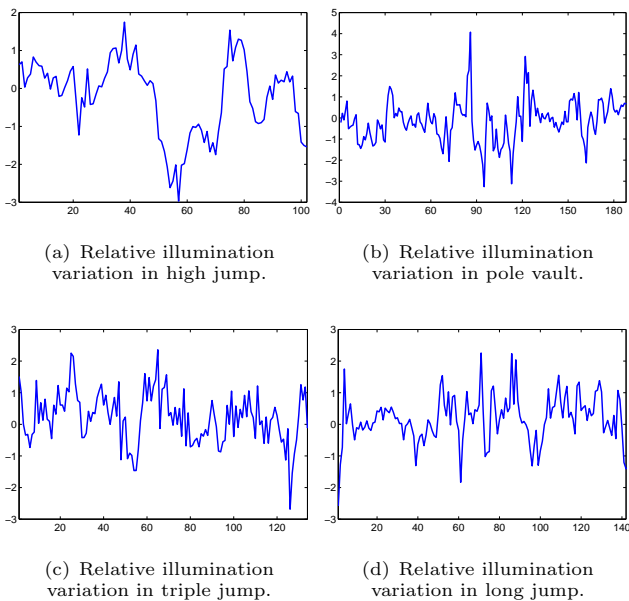 2
1
0
−1
−2
−3
20 40 60 80 100
(a) Relative illumination
variation in high jump.
5
4
3
2
1
0
−1
−2
−3
−4
0 30 60 90 120 150 180
(b) Relative illumination
variation in pole vault.
3
2
1
0
−1
−2
−3
20 40 60 80 100 120
(c) Relative illumination
variation in triple jump.
3
2
1
0
−1
−2
−3
20 40 60 80 100 120 140
(d) Relative illumination
variation in long jump.